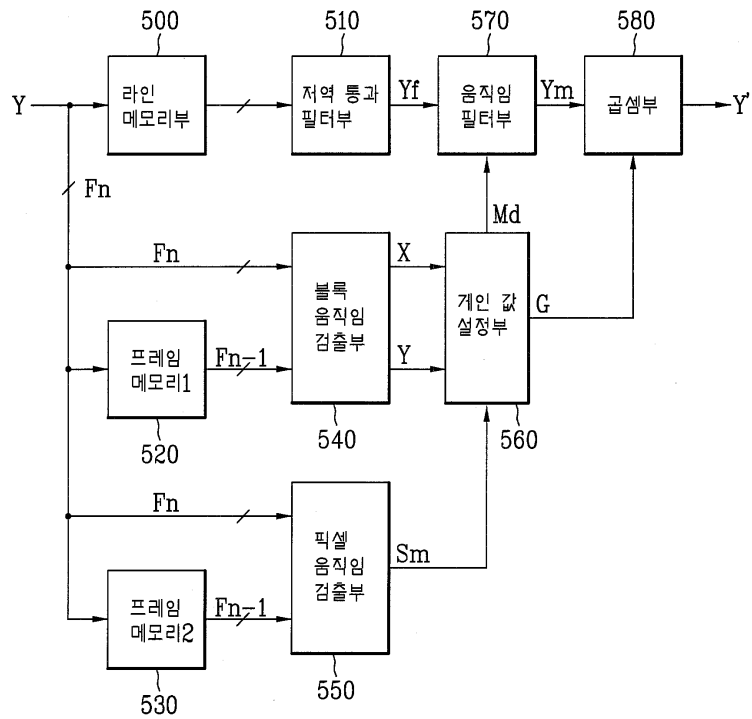 500
510
570
580
Y
라인
메모리부
저역 통과
필터부
Yf
움직임
필터부
Ym
곱셈부
Y'
Fn
Md
Fn
블록
움직임
검출부
X
Y
게인 값
설정부
G
프레임
메모리1
Fn-1
520
540
560
Fn
픽셀
움직임
검출부
Sm
프레임
메모리2
Fn-1
530
550